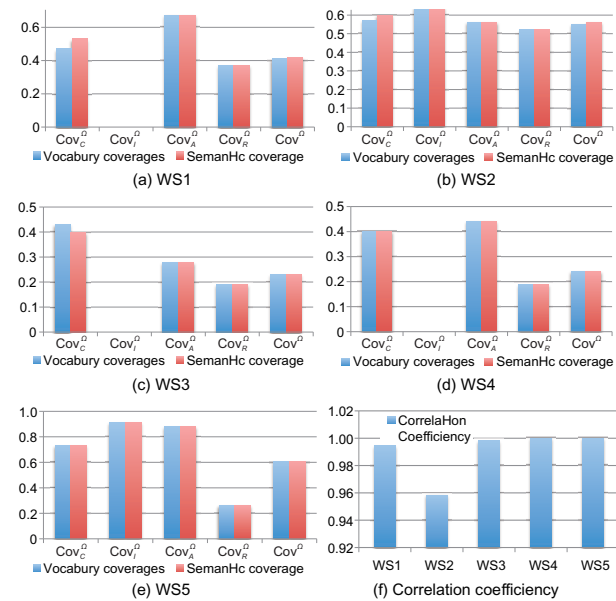 0.6
0.4
0.2
0
Cov_C^Ω Cov_I^Ω Cov_A^Ω Cov_R^Ω Cov^Ω
Vocabury coverages SemanHc coverage
(a) WS1
0.6
0.5
0.4
0.3
0.2
0.1
0
Cov_C^Ω Cov_I^Ω Cov_A^Ω Cov_R^Ω Cov^Ω
Vocabury coverages SemanHc coverage
(b) WS2
0.5
0.4
0.3
0.2
0.1
0
Cov_C^Ω Cov_I^Ω Cov_A^Ω Cov_R^Ω Cov^Ω
Vocabury coverages SemanHc coverage
(c) WS3
0.5
0.4
0.3
0.2
0.1
0
Cov_C^Ω Cov_I^Ω Cov_A^Ω Cov_R^Ω Cov^Ω
Vocabury coverages SemanHc coverage
(d) WS4
1.0
0.8
0.6
0.4
0.2
0
Cov_C^Ω Cov_I^Ω Cov_A^Ω Cov_R^Ω Cov^Ω
Vocabury coverages SemanHc coverage
(e) WS5
1.02
1.00
0.98
0.96
0.94
0.92
CorrelaHon
Coefficiency
WS1 WS2 WS3 WS4 WS5
(f) Correlation coefficiency